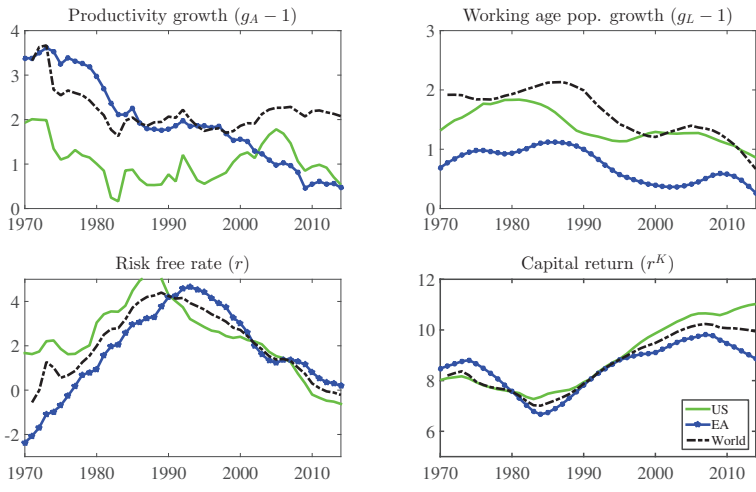 Productivity growth (g_A − 1)
Working age pop. growth (g_L − 1)
4
3
2
1
0
1970 1980 1990 2000 2010
3
2
1
0
1970 1980 1990 2000 2010
Risk free rate (r)
Capital return (r^K)
4
2
0
-2
1970 1980 1990 2000 2010
12
10
8
6
1970 1980 1990 2000 2010
US
EA
World